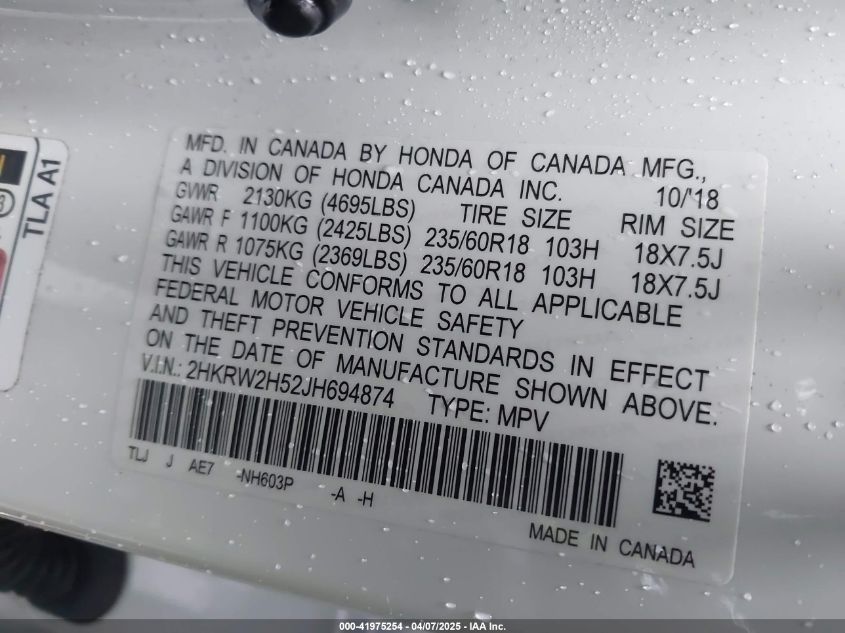 MFD. IN CANADA BY HONDA OF CANADA MFG.,
A DIVISION OF HONDA CANADA INC. 10/'18
GVWR 2130KG (4695LBS) TIRE SIZE RIM SIZE
GAWR F 1100KG (2425LBS) 235/60R18 103H 18X7.5J
GAWR R 1075KG (2369LBS) 235/60R18 103H 18X7.5J
THIS VEHICLE CONFORMS TO ALL APPLICABLE
FEDERAL MOTOR VEHICLE SAFETY
AND THEFT PREVENTION STANDARDS IN EFFECT
ON THE DATE OF MANUFACTURE SHOWN ABOVE.
V.I.N.: 2HKRW2H52JH694874 TYPE: MPV
TLJ J AE7 -NH603P -A -H
MADE IN CANADA
TLA A1
000-41975254 - 04/07/2025 - IAA Inc.